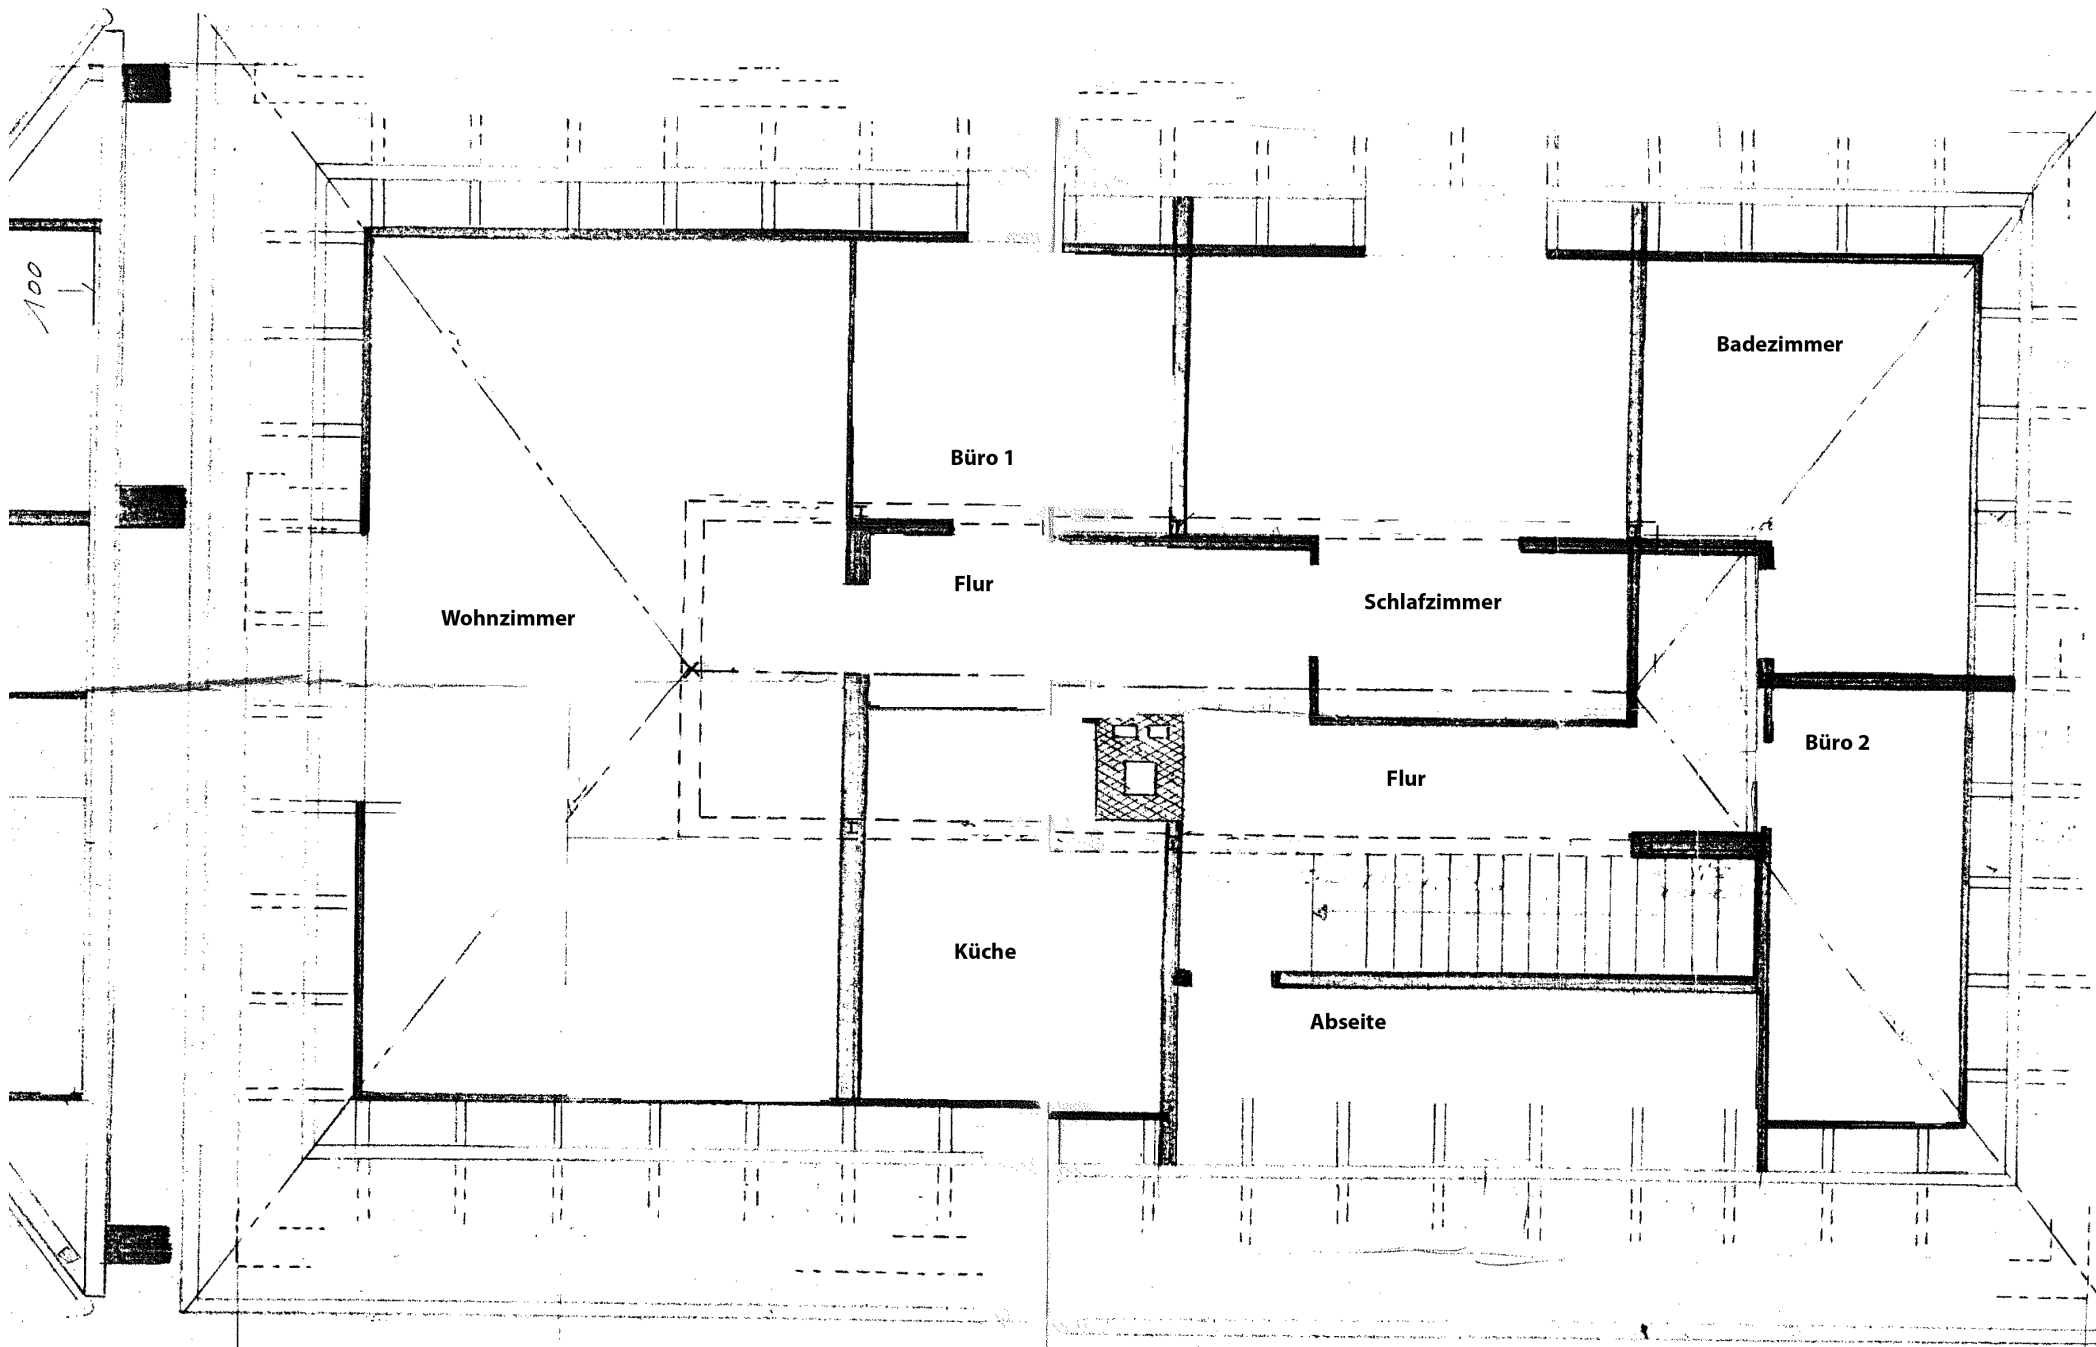 100
Badezimmer
Büro 1
Flur
Schlafzimmer
Wohnzimmer
Büro 2
Flur
Küche
Abseite